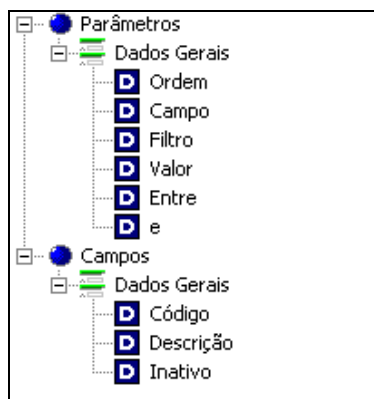 Parâmetros
Dados Gerais
D Ordem
D Campo
D Filtro
D Valor
D Entre
D e
Campos
Dados Gerais
D Código
D Descrição
D Inativo